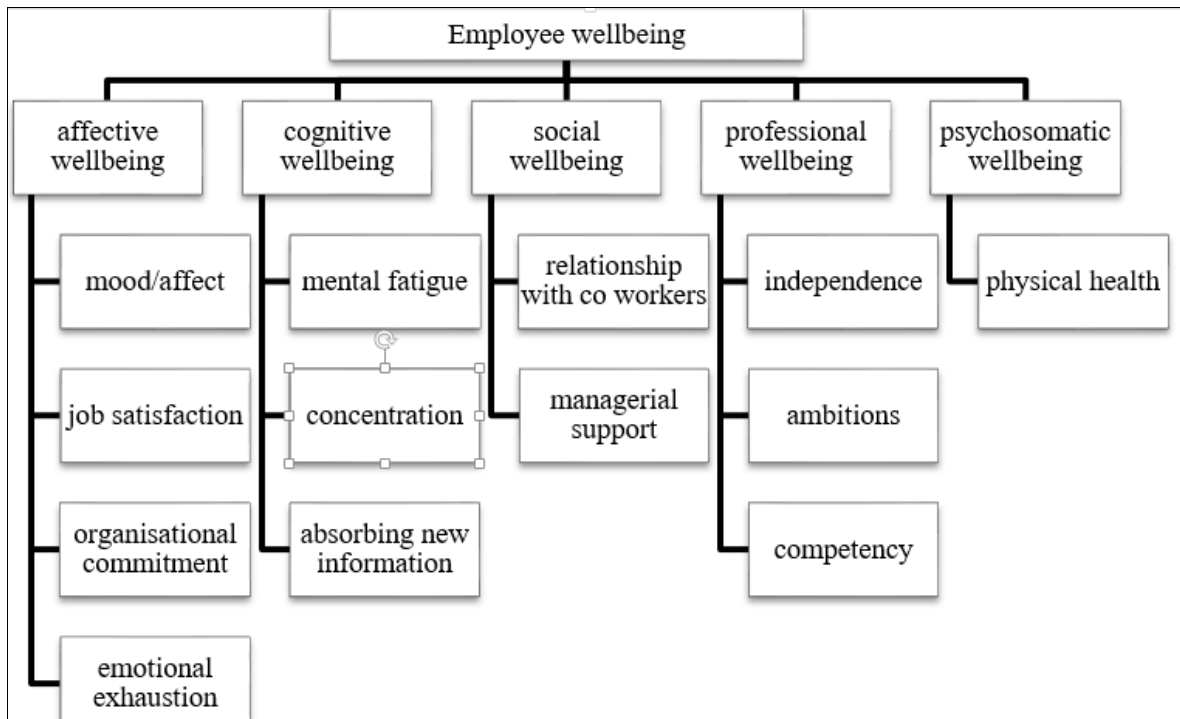 Employee wellbeing
affective
wellbeing
cognitive
wellbeing
social
wellbeing
professional
wellbeing
psychosomatic
wellbeing
mood/affect
mental fatigue
relationship
with co workers
independence
physical health
job satisfaction
concentration
managerial
support
ambitions
organisational
commitment
absorbing new
information
competency
emotional
exhaustion